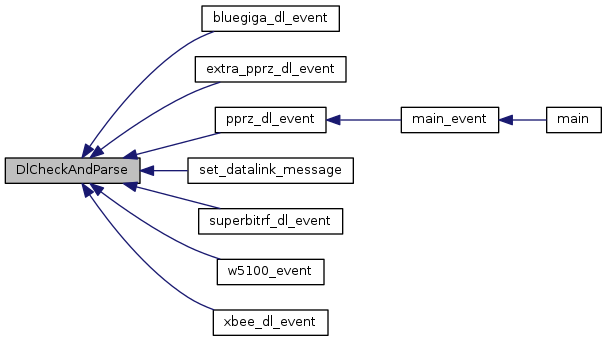 bluegiga_dl_event
extra_pprz_dl_event
pprz_dl_event
main_event
main
DlCheckAndParse
set_datalink_message
superbitrf_dl_event
w5100_event
xbee_dl_event